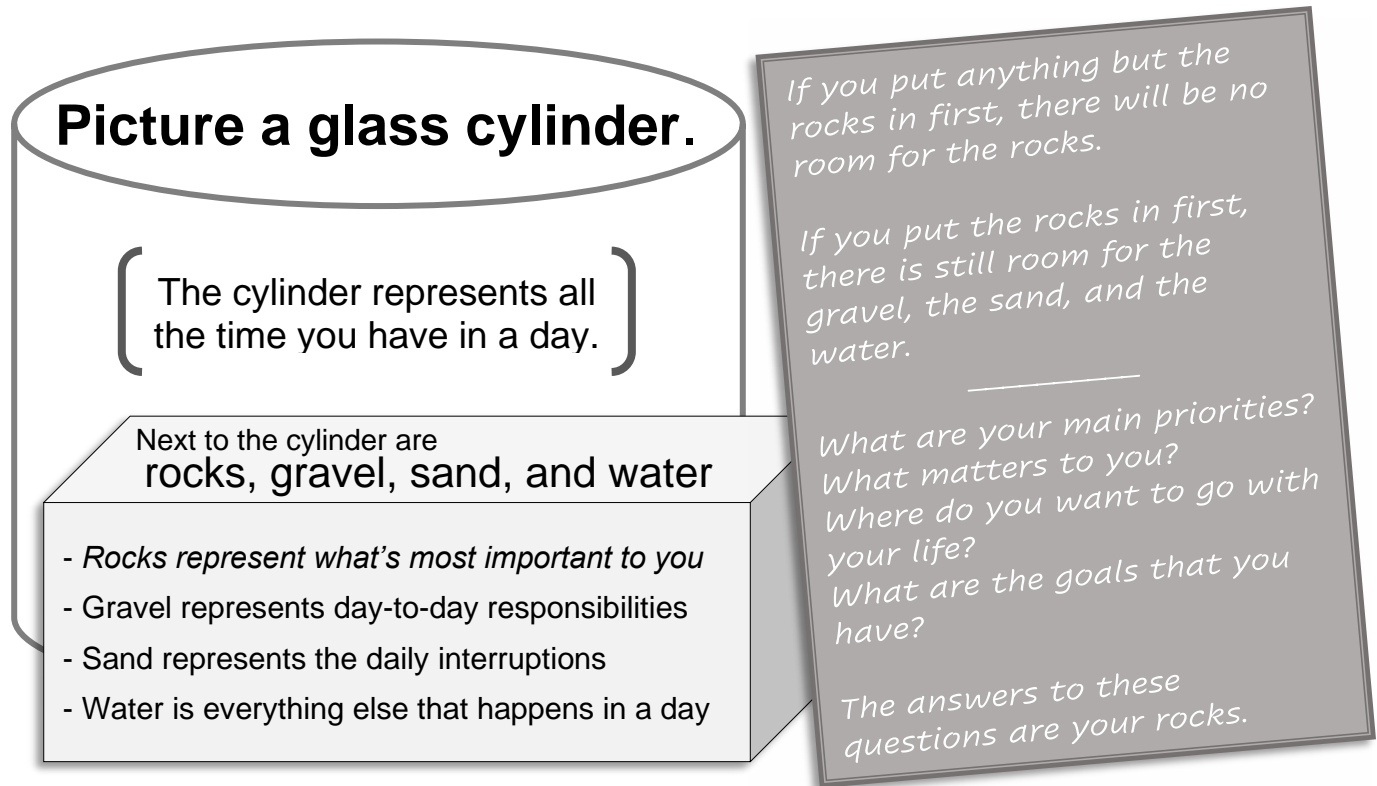 Picture a glass cylinder.
The cylinder represents all
the time you have in a day.
Next to the cylinder are
rocks, gravel, sand, and water
- Rocks represent what's most important to you
- Gravel represents day-to-day responsibilities
- Sand represents the daily interruptions
- Water is everything else that happens in a day
If you put anything but the
rocks in first, there will be no
room for the rocks.
If you put the rocks in first,
there is still room for the
gravel, the sand, and the
water.
What are your main priorities?
What matters to you?
Where do you want to go with
your life?
What are the goals that you
have?
The answers to these
questions are your rocks.